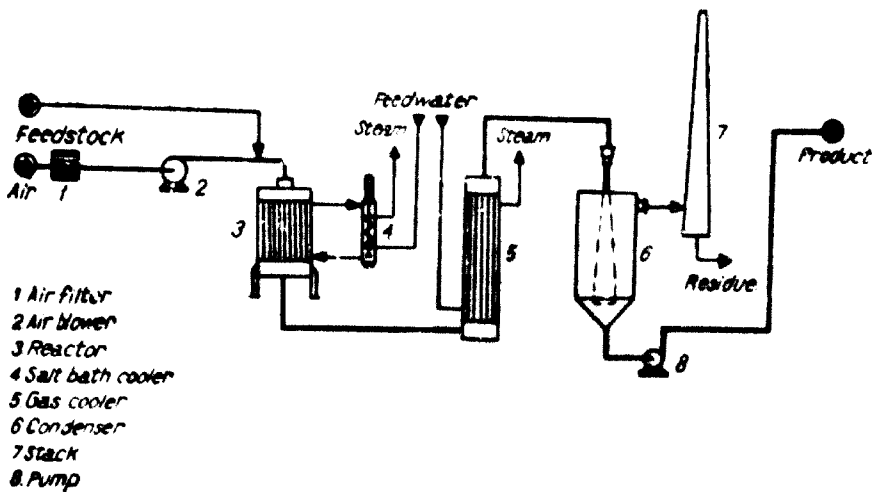 Feedstock
Air
1
2
3
Feedwater
Steam
4
Steam
5
6
7
Product
Residue
8
1 Air filter
2 Air blower
3 Reactor
4 Salt bath cooler
5 Gas cooler
6 Condenser
7 Stack
8. Pump